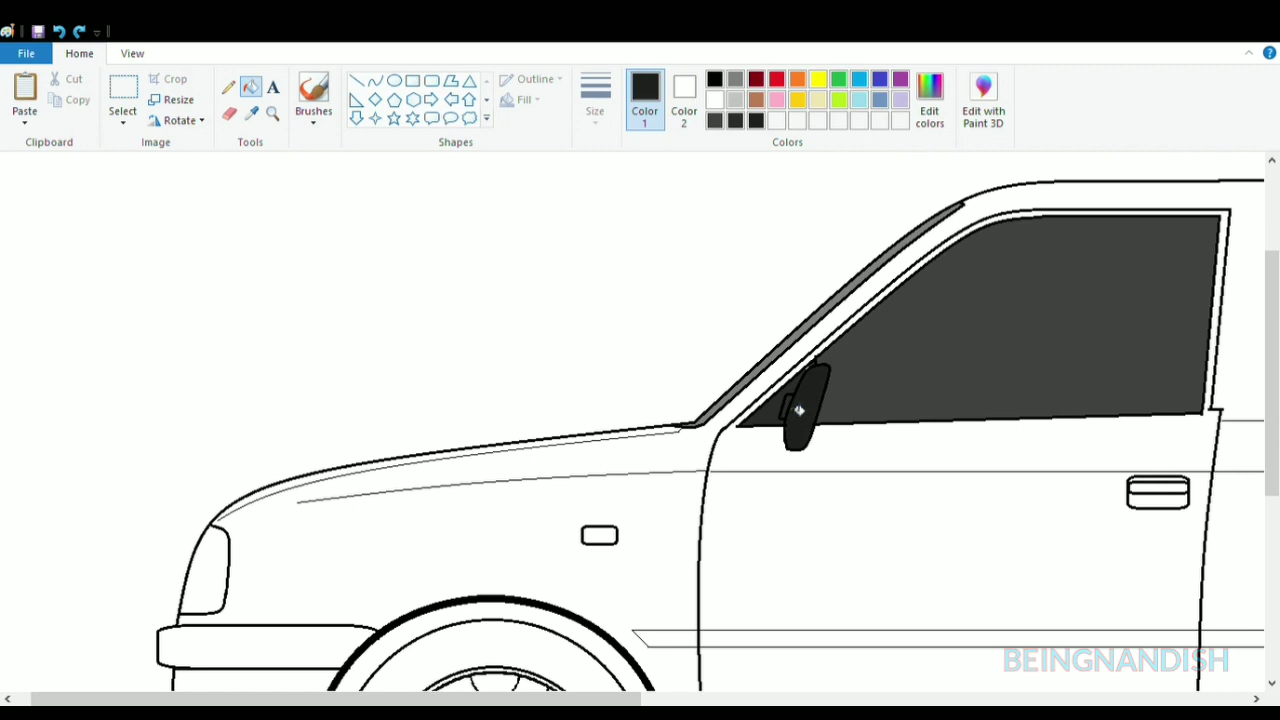 File Home View
Paste
Cut
Copy
Clipboard
Select
Crop
Resize
Rotate
Image
A
Tools
Brushes
Outline
Fill
Shapes
Size
Color
1
Color
2
Edit
colors
Colors
Edit with
Paint 3D
?
BEINGNANDISH